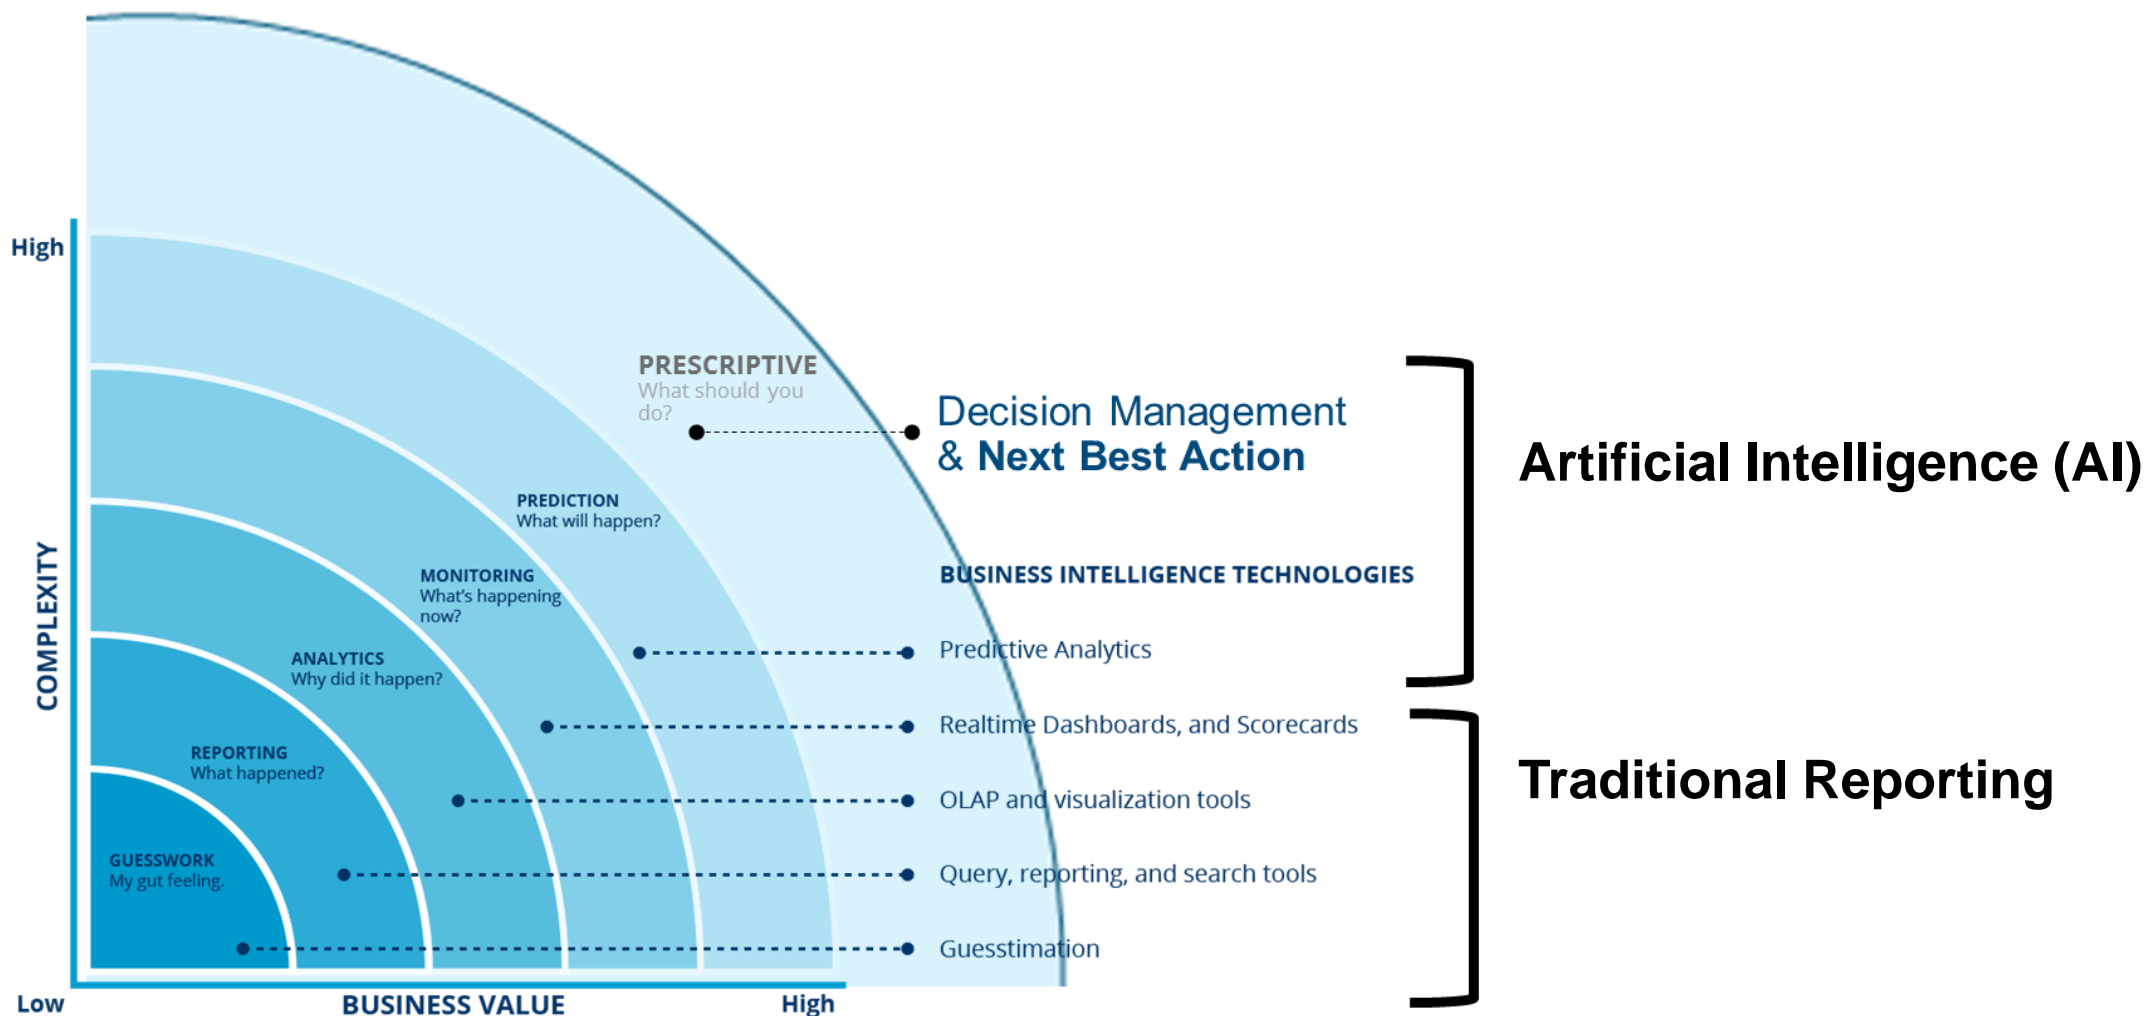 High
PRESCRIPTIVE
What should you
do?
Decision Management
& Next Best Action
Artificial Intelligence (AI)
PREDICTION
What will happen?
MONITORING
What's happening
now?
BUSINESS INTELLIGENCE TECHNOLOGIES
COMPLEXITY
ANALYTICS
Why did it happen?
Predictive Analytics
REPORTING
What happened?
Realtime Dashboards, and Scorecards
Traditional Reporting
OLAP and visualization tools
GUESSWORK
My gut feeling.
Query, reporting, and search tools
Guesstimation
Low
BUSINESS VALUE
High